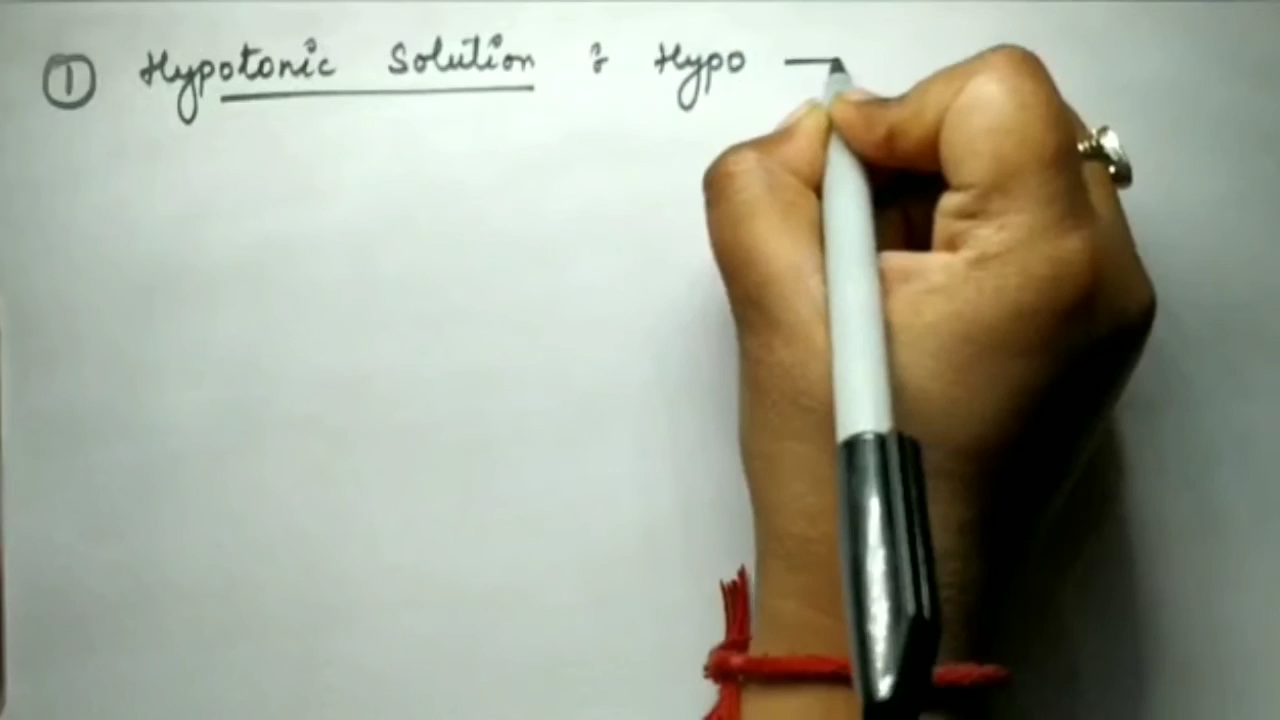 ① Hypotonic Solution : Hypo —